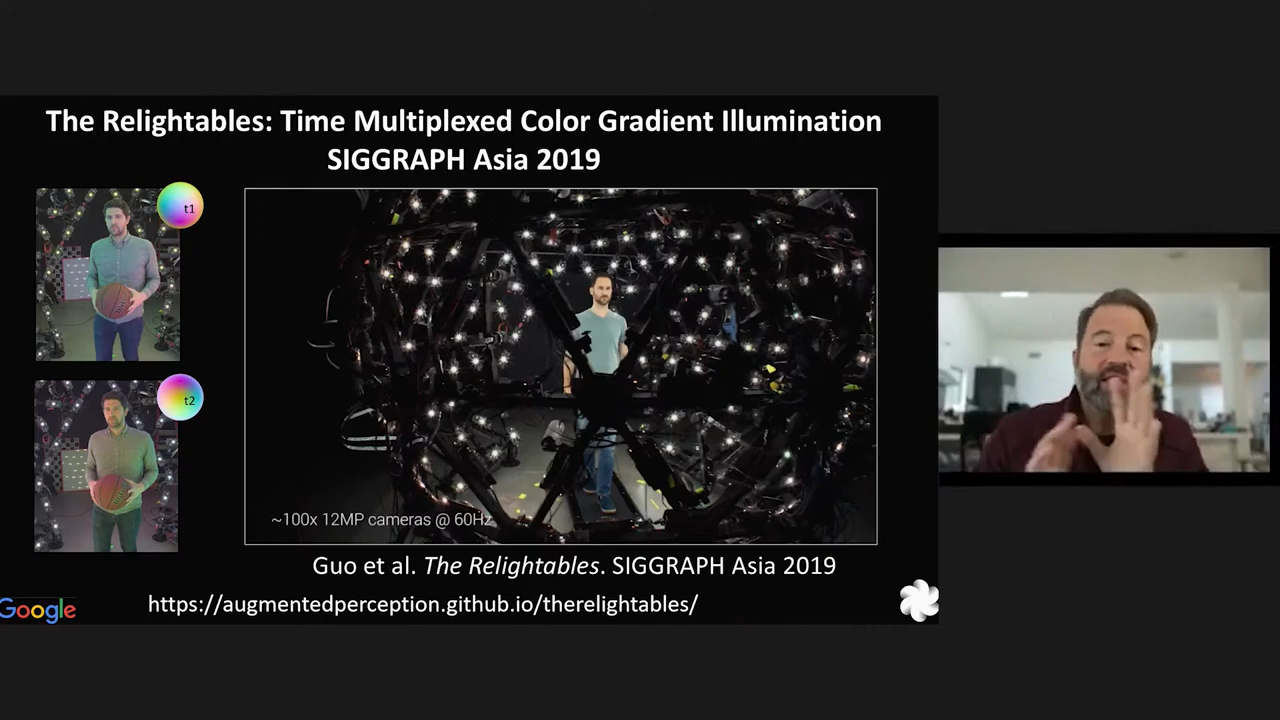 The Relightables: Time Multiplexed Color Gradient Illumination
SIGGRAPH Asia 2019
t1
t2
~100x 12MP cameras @ 60Hz
Guo et al. The Relightables. SIGGRAPH Asia 2019
https://augmentedperception.github.io/therelightables/
Google